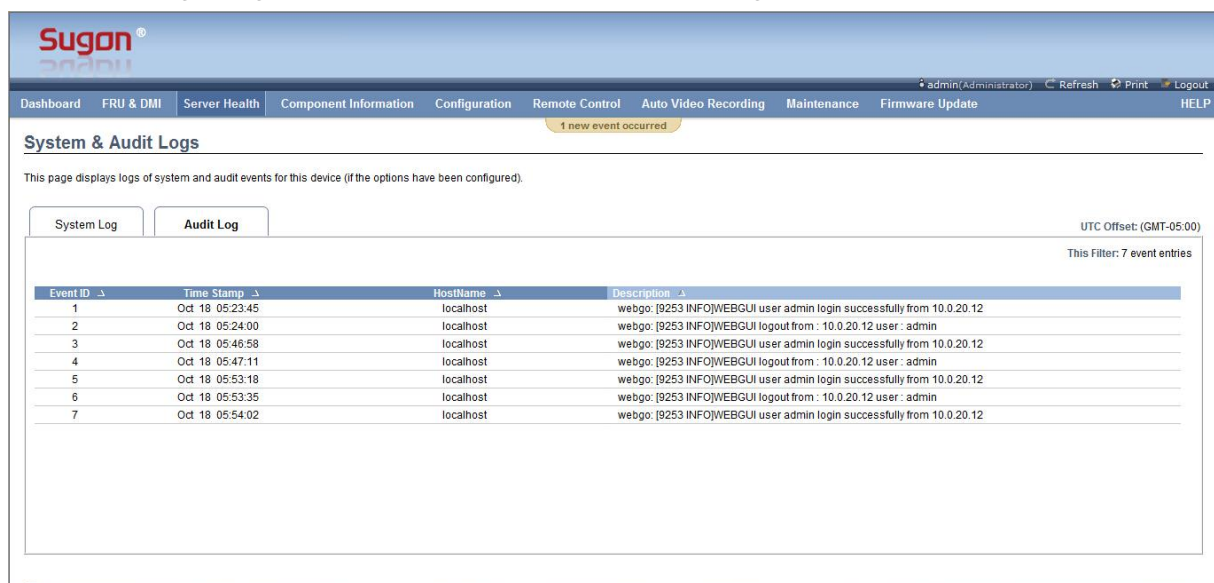 Sugon®
admin(Administrator) Refresh Print Logout
Dashboard FRU & DMI Server Health Component Information Configuration Remote Control Auto Video Recording Maintenance Firmware Update HELP
1 new event occurred
System & Audit Logs
This page displays logs of system and audit events for this device (if the options have been configured).
System Log Audit Log UTC Offset: (GMT-05:00)
This Filter: 7 event entries
Event ID Time Stamp HostName Description
1 Oct 18 05:23:45 localhost webgo: [9253 INFO]WEBGUI user admin login successfully from 10.0.20.12
2 Oct 18 05:24:00 localhost webgo: [9253 INFO]WEBGUI logout from : 10.0.20.12 user : admin
3 Oct 18 05:46:58 localhost webgo: [9253 INFO]WEBGUI user admin login successfully from 10.0.20.12
4 Oct 18 05:47:11 localhost webgo: [9253 INFO]WEBGUI logout from : 10.0.20.12 user : admin
5 Oct 18 05:53:18 localhost webgo: [9253 INFO]WEBGUI user admin login successfully from 10.0.20.12
6 Oct 18 05:53:35 localhost webgo: [9253 INFO]WEBGUI logout from : 10.0.20.12 user : admin
7 Oct 18 05:54:02 localhost webgo: [9253 INFO]WEBGUI user admin login successfully from 10.0.20.12